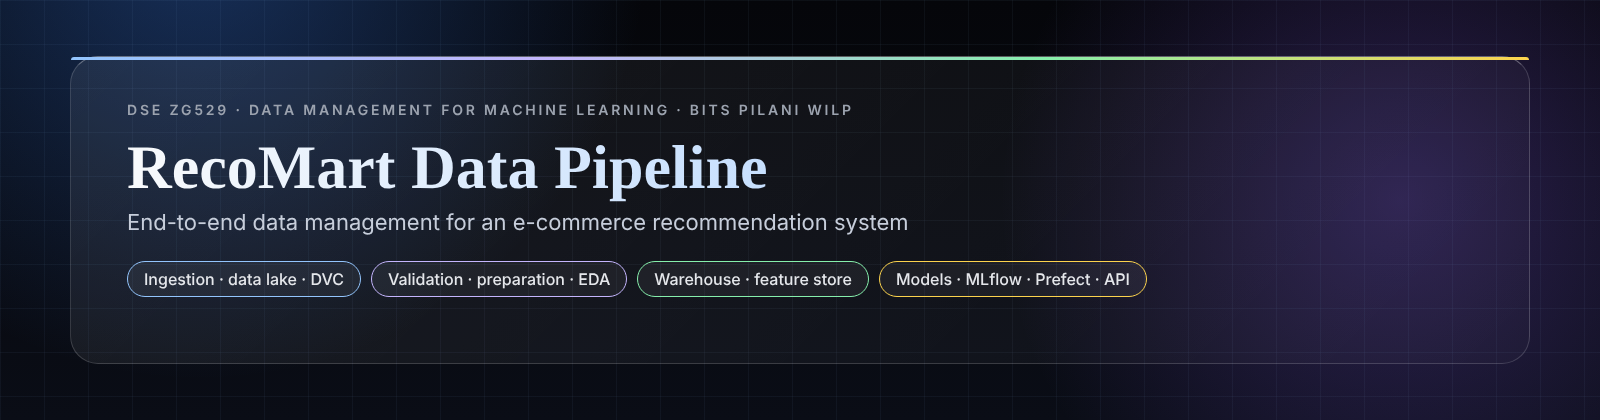 DSE ZG529 · DATA MANAGEMENT FOR MACHINE LEARNING · BITS PILANI WILP
RecoMart Data Pipeline
End-to-end data management for an e-commerce recommendation system
Ingestion · data lake · DVC
Validation · preparation · EDA
Warehouse · feature store
Models · MLflow · Prefect · API